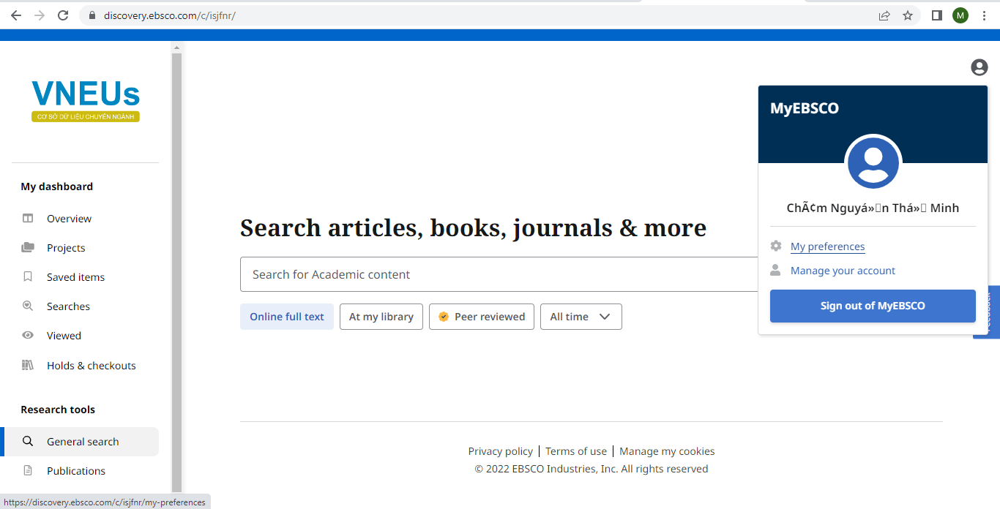 discovery.ebsco.com/c/isjfnr/
M
VNEUs
CƠ SỞ DỮ LIỆU CHUYÊN NGÀNH
My dashboard
Overview
Projects
Saved items
Searches
Viewed
Holds & checkouts
Research tools
General search
Publications
https://discovery.ebsco.com/c/isjfnr/my-preferences
Search articles, books, journals & more
Search for Academic content
Online full text
At my library
Peer reviewed
All time
MyEBSCO
ChÃ¢m Nguyá»n Thá» Minh
My preferences
Manage your account
Sign out of MyEBSCO
Privacy policy | Terms of use | Manage my cookies
© 2022 EBSCO Industries, Inc. All rights reserved